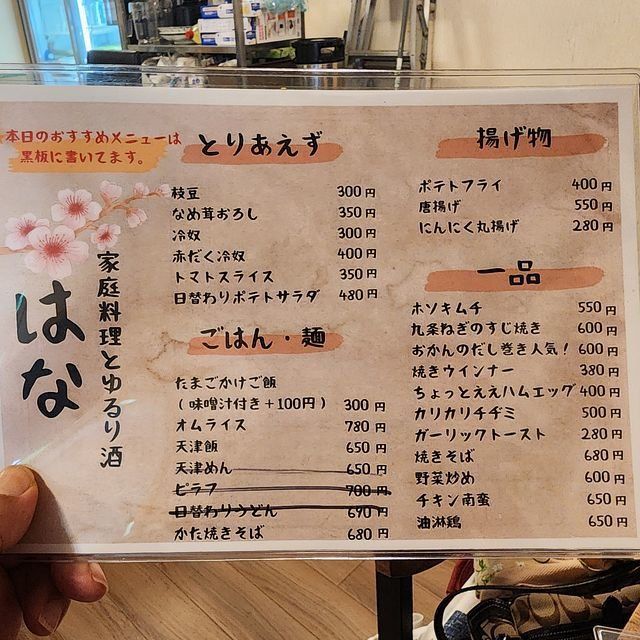 本日のおすすめメニューは
黒板に書いてます。
はな
家庭料理とゆるり酒
とりあえず
枝豆 300円
なめ茸おろし 350円
冷奴 300円
赤だく冷奴 400円
トマトスライス 350円
日替わりポテトサラダ 480円
ごはん・麺
たまごかけご飯
(味噌汁付き+100円) 300円
オムライス 780円
天津飯 650円
天津めん 650円
ピラフ 700円
日替わりうどん 690円
かた焼きそば 680円
揚げ物
ポテトフライ 400円
唐揚げ 550円
にんにく丸揚げ 280円
一品
ホソキムチ 550円
九条ねぎのすじ焼き 600円
おかんのだし巻き人気! 600円
焼きウインナー 380円
ちょっとええハムエッグ 400円
カリカリチヂミ 500円
ガーリックトースト 280円
焼きそば 680円
野菜炒め 600円
チキン南蛮 650円
油淋鶏 650円